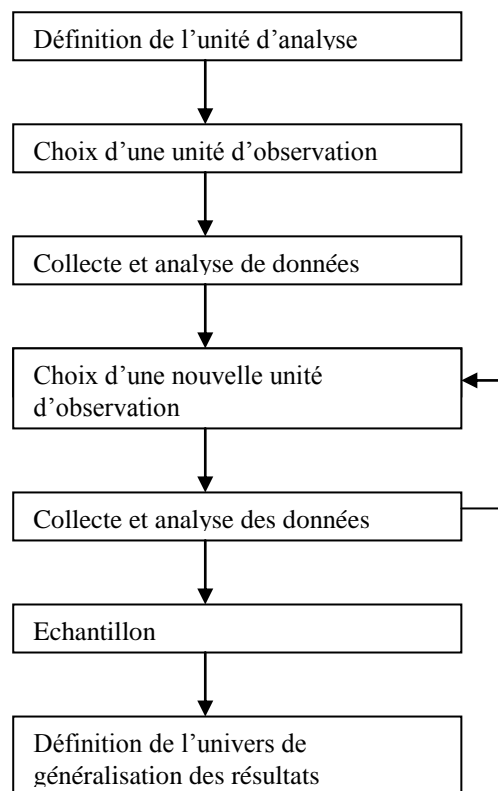 Définition de l’unité d’analyse
Choix d’une unité d’observation
Collecte et analyse de données
Choix d’une nouvelle unité
d’observation
Collecte et analyse des données
Echantillon
Définition de l’univers de
généralisation des résultats